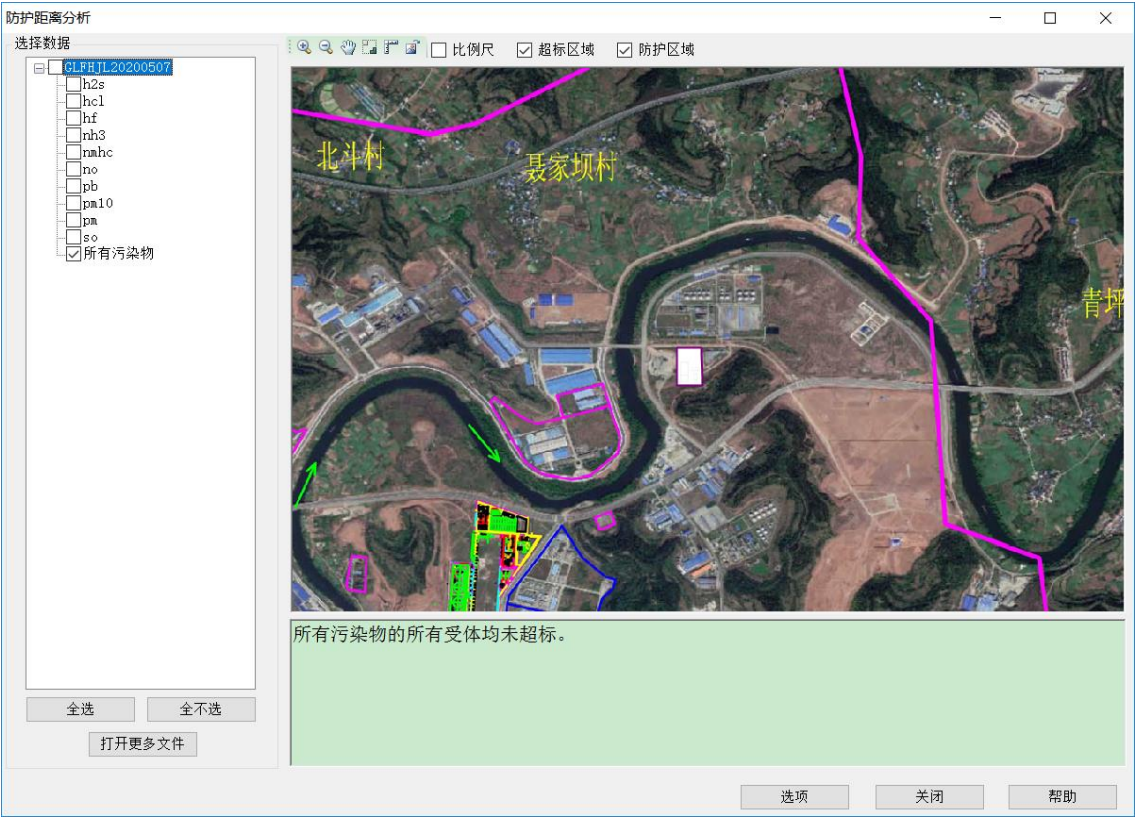 防护距离分析
选择数据
GLFHJL20200507
h2s
hcl
hf
nh3
nmhc
no
pb
pm10
pm
so
所有污染物
全选
全不选
打开更多文件
比例尺
超标区域
防护区域
北斗村
聂家坝村
青坪
所有污染物的所有受体均未超标。
选项
关闭
帮助